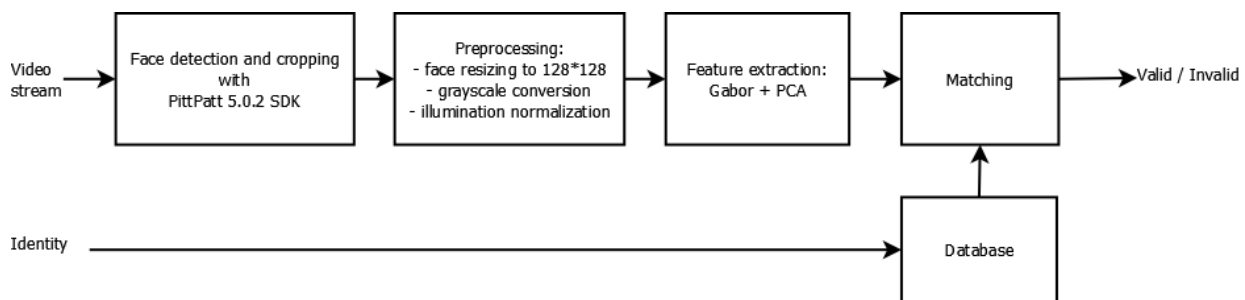 Video
stream
Face detection and cropping
with
PittPatt 5.0.2 SDK
Preprocessing:
- face resizing to 128*128
- grayscale conversion
- illumination normalization
Feature extraction:
Gabor + PCA
Matching
Valid / Invalid
Identity
Database